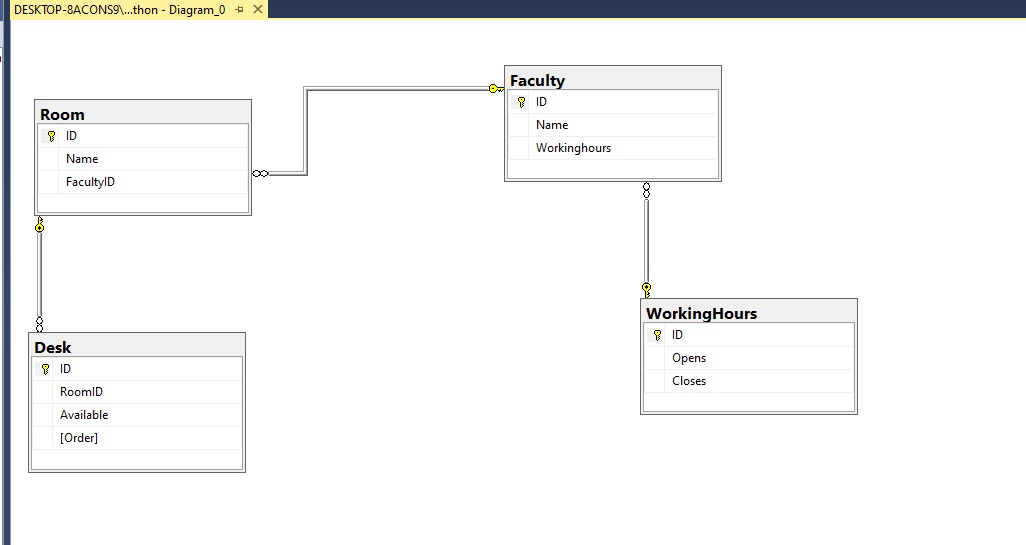 DESKTOP-8ACONS9\...thon - Diagram_0
Room
ID
Name
FacultyID
Faculty
ID
Name
Workinghours
Desk
ID
RoomID
Available
[Order]
WorkingHours
ID
Opens
Closes